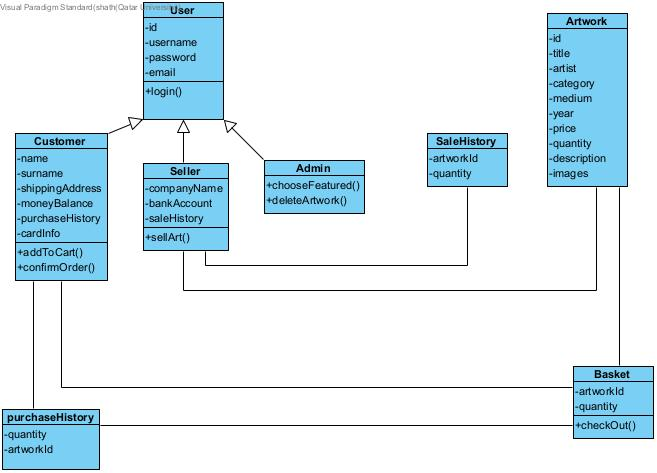 Visual Paradigm Standard(shath(Qatar University))
User
-id
-username
-password
-email
+login()
Artwork
-id
-title
-artist
-category
-medium
-year
-price
-quantity
-description
-images
Customer
-name
-surname
-shippingAddress
-moneyBalance
-purchaseHistory
-cardInfo
+addToCart()
+confirmOrder()
Seller
-companyName
-bankAccount
-saleHistory
+sellArt()
Admin
+chooseFeatured()
+deleteArtwork()
SaleHistory
-artworkId
-quantity
Basket
-artworkId
-quantity
+checkOut()
purchaseHistory
-quantity
-artworkId